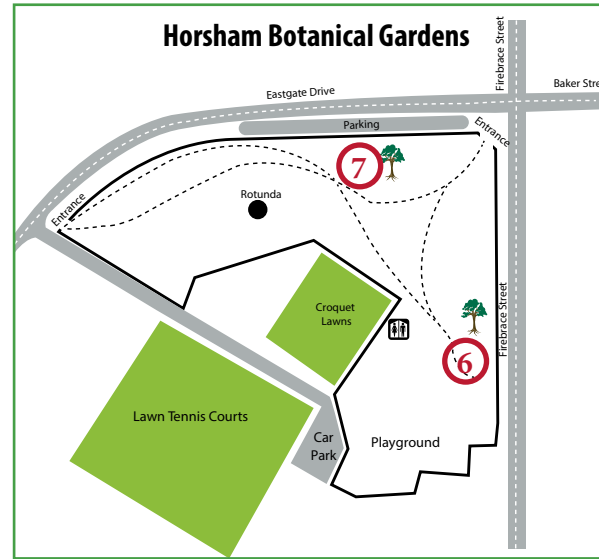 Horsham Botanical Gardens
Firebrace Street
Eastgate Drive
Baker Stre
Parking
Entrance
7
Entrance
Rotunda
Croquet
Lawns
Firebrace Street
6
Lawn Tennis Courts
Car
Park
Playground